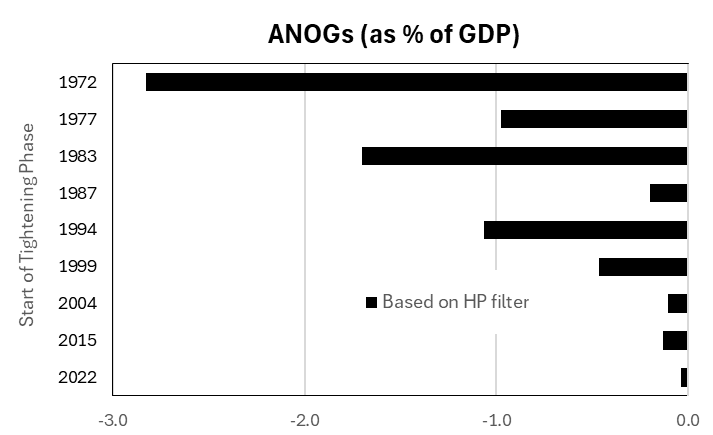 ANOGs (as % of GDP)
Start of Tightening Phase
1972
1977
1983
1987
1994
1999
2004
2015
2022
Based on HP filter
-3.0 -2.0 -1.0 0.0